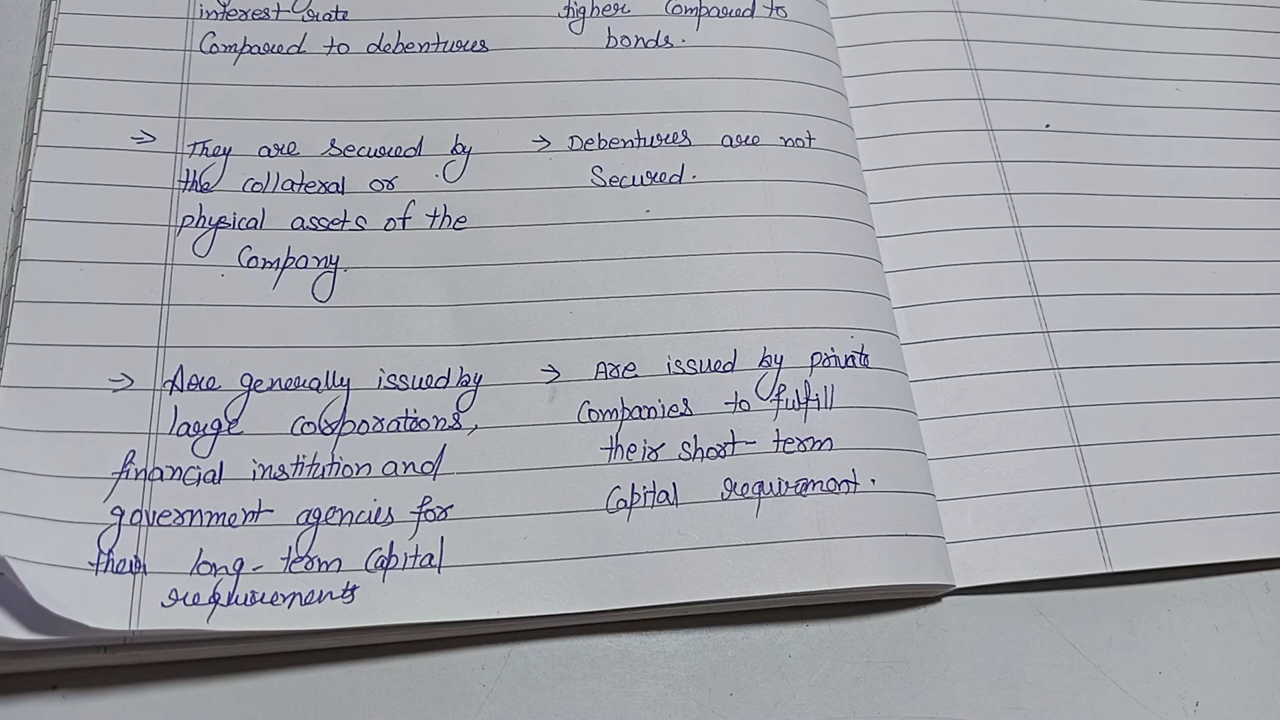 interest rate
Compared to debentures
higher Compared to
bonds.
⇒ They are Secured by
the collateral or
physical assets of the
Company.
→ Debentures are not
Secured.
⇒ Are generally issued by
large corporations,
financial institution and
government agencies for
their long-term Capital
requirements
→ Are issued by private
Companies to fulfill
their short-term
Capital requirement.